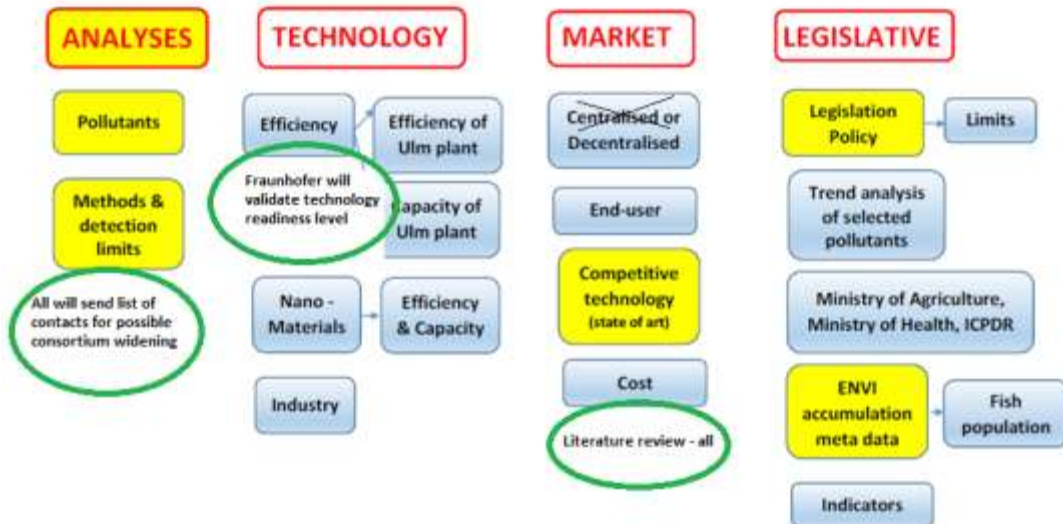 ANALYSES
Pollutants
Methods &
detection
limits
All will send list of
contacts for possible
consortium widening
TECHNOLOGY
Efficiency
Efficiency of
Ulm plant
Fraunhofer will
validate technology
readiness level
Capacity of
Ulm plant
Nano -
Materials
Efficiency
& Capacity
Industry
MARKET
Centralised or
Decentralised
End-user
Competitive
technology
(state of art)
Cost
Literature review - all
LEGISLATIVE
Legislation
Policy
Limits
Trend analysis
of selected
pollutants
Ministry of Agriculture,
Ministry of Health, ICPDR
ENVI
accumulation
meta data
Fish
population
Indicators